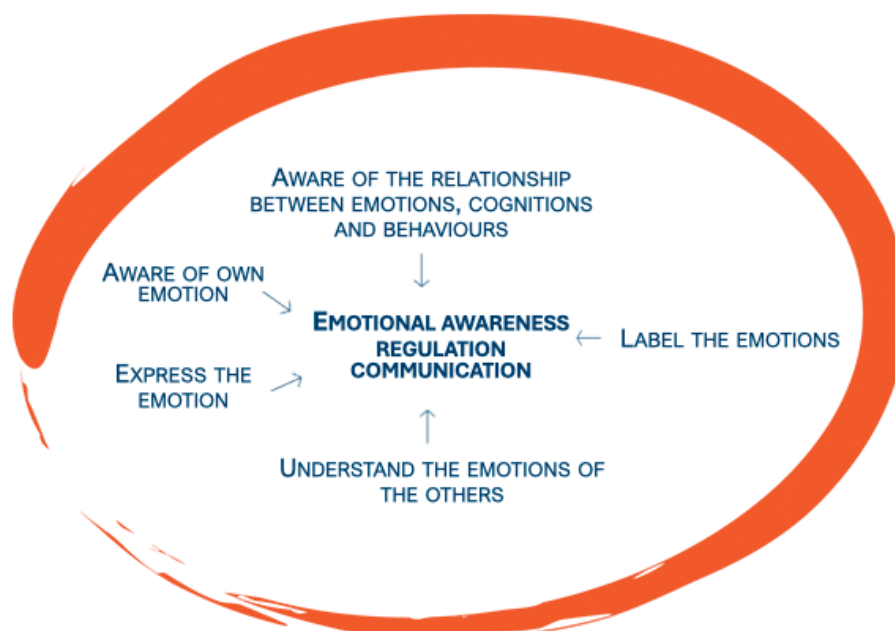 AWARE OF THE RELATIONSHIP
BETWEEN EMOTIONS, COGNITIONS
AND BEHAVIOURS
AWARE OF OWN
EMOTION
EMOTIONAL AWARENESS
REGULATION
COMMUNICATION
LABEL THE EMOTIONS
EXPRESS THE
EMOTION
UNDERSTAND THE EMOTIONS OF
THE OTHERS